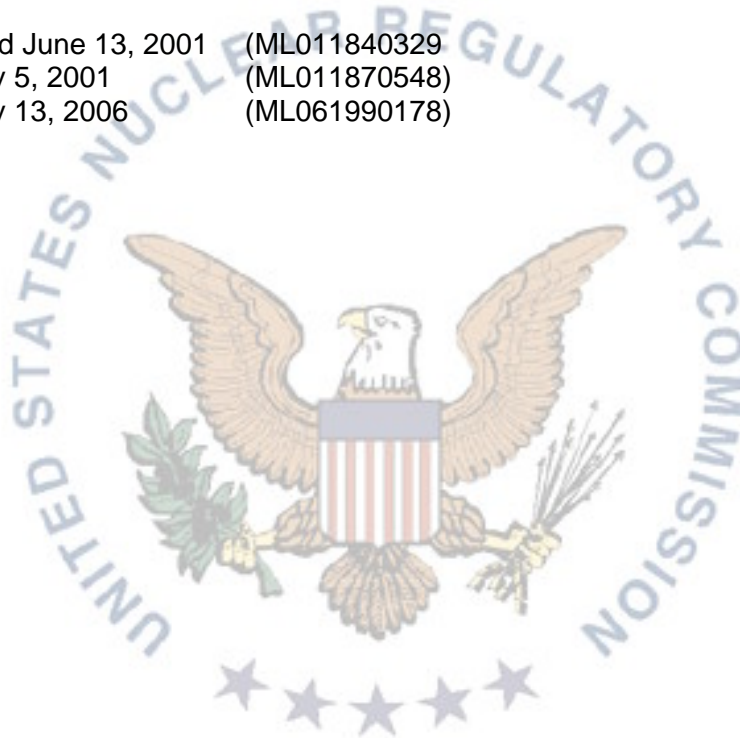 d June 13, 2001 (ML011840329
y 5, 2001 (ML011870548)
y 13, 2006 (ML061990178)
UNITED STATES NUCLEAR REGULATORY COMMISSION